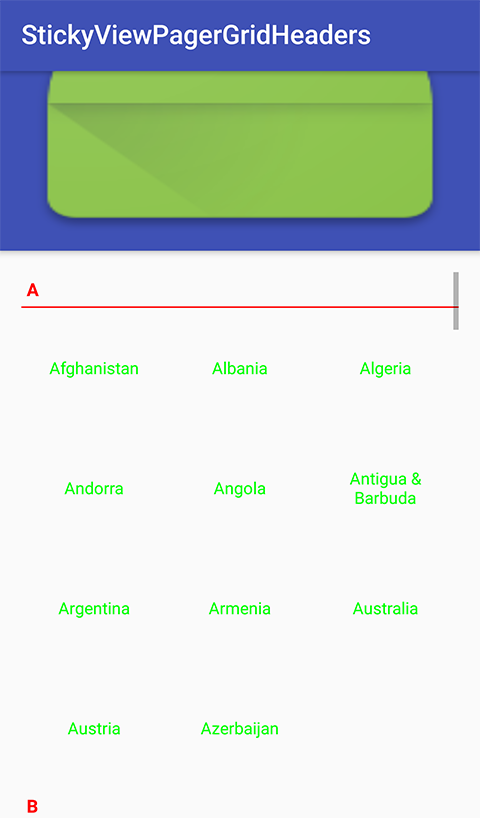 StickyViewPagerGridHeaders
A
Afghanistan
Albania
Algeria
Andorra
Angola
Antigua &
Barbuda
Argentina
Armenia
Australia
Austria
Azerbaijan
B